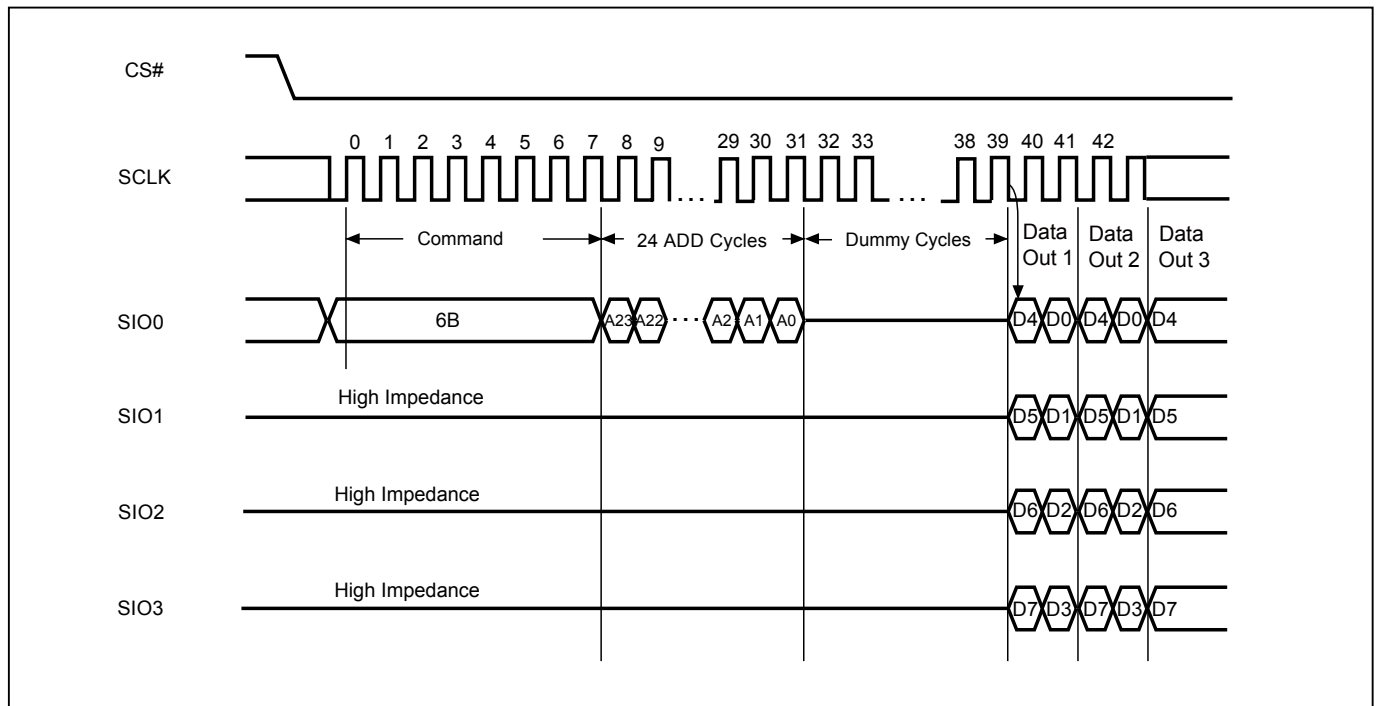 CS#
0 1 2 3 4 5 6 7 8 9 29 30 31 32 33 38 39 40 41 42
SCLK
Command 24 ADD Cycles Dummy Cycles Data Out 1 Data Out 2 Data Out 3
SIO0 6B A23 A22 A2 A1 A0 D4 D0 D4 D0 D4
High Impedance
SIO1 D5 D1 D5 D1 D5
High Impedance
SIO2 D6 D2 D6 D2 D6
High Impedance
SIO3 D7 D3 D7 D3 D7